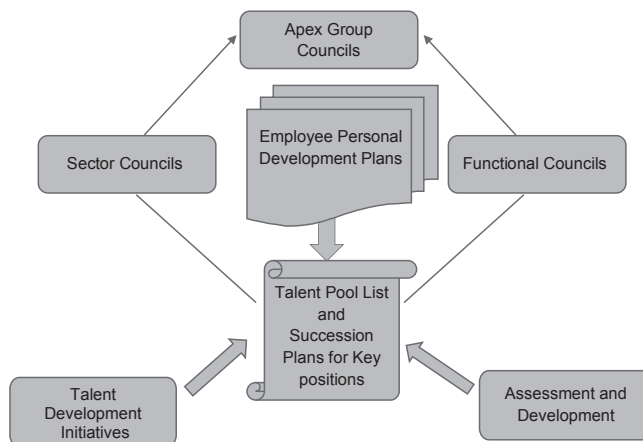 Apex Group
Councils
Employee Personal
Development Plans
Sector Councils
Functional Councils
Talent Pool List
and
Succession
Plans for Key
positions
Talent
Development
Initiatives
Assessment and
Development